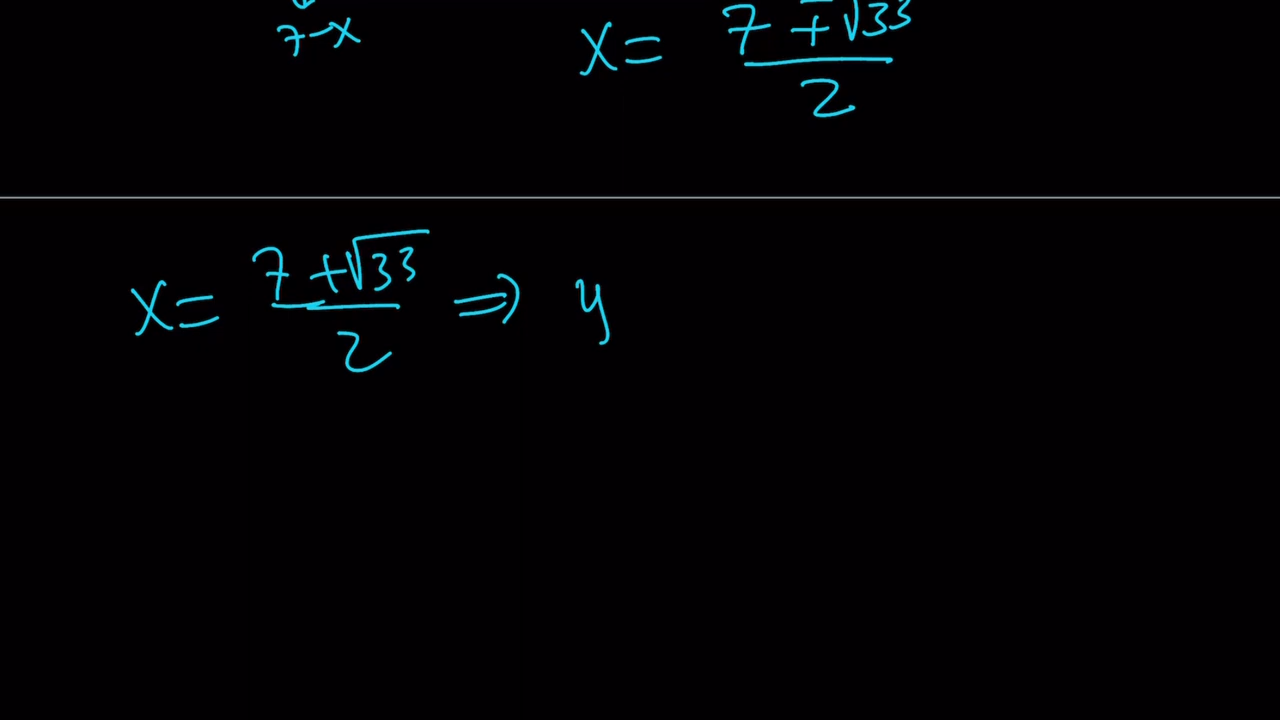 7-x
x = (7 ± √33)/2
x = (7 + √33)/2 ⇒ y